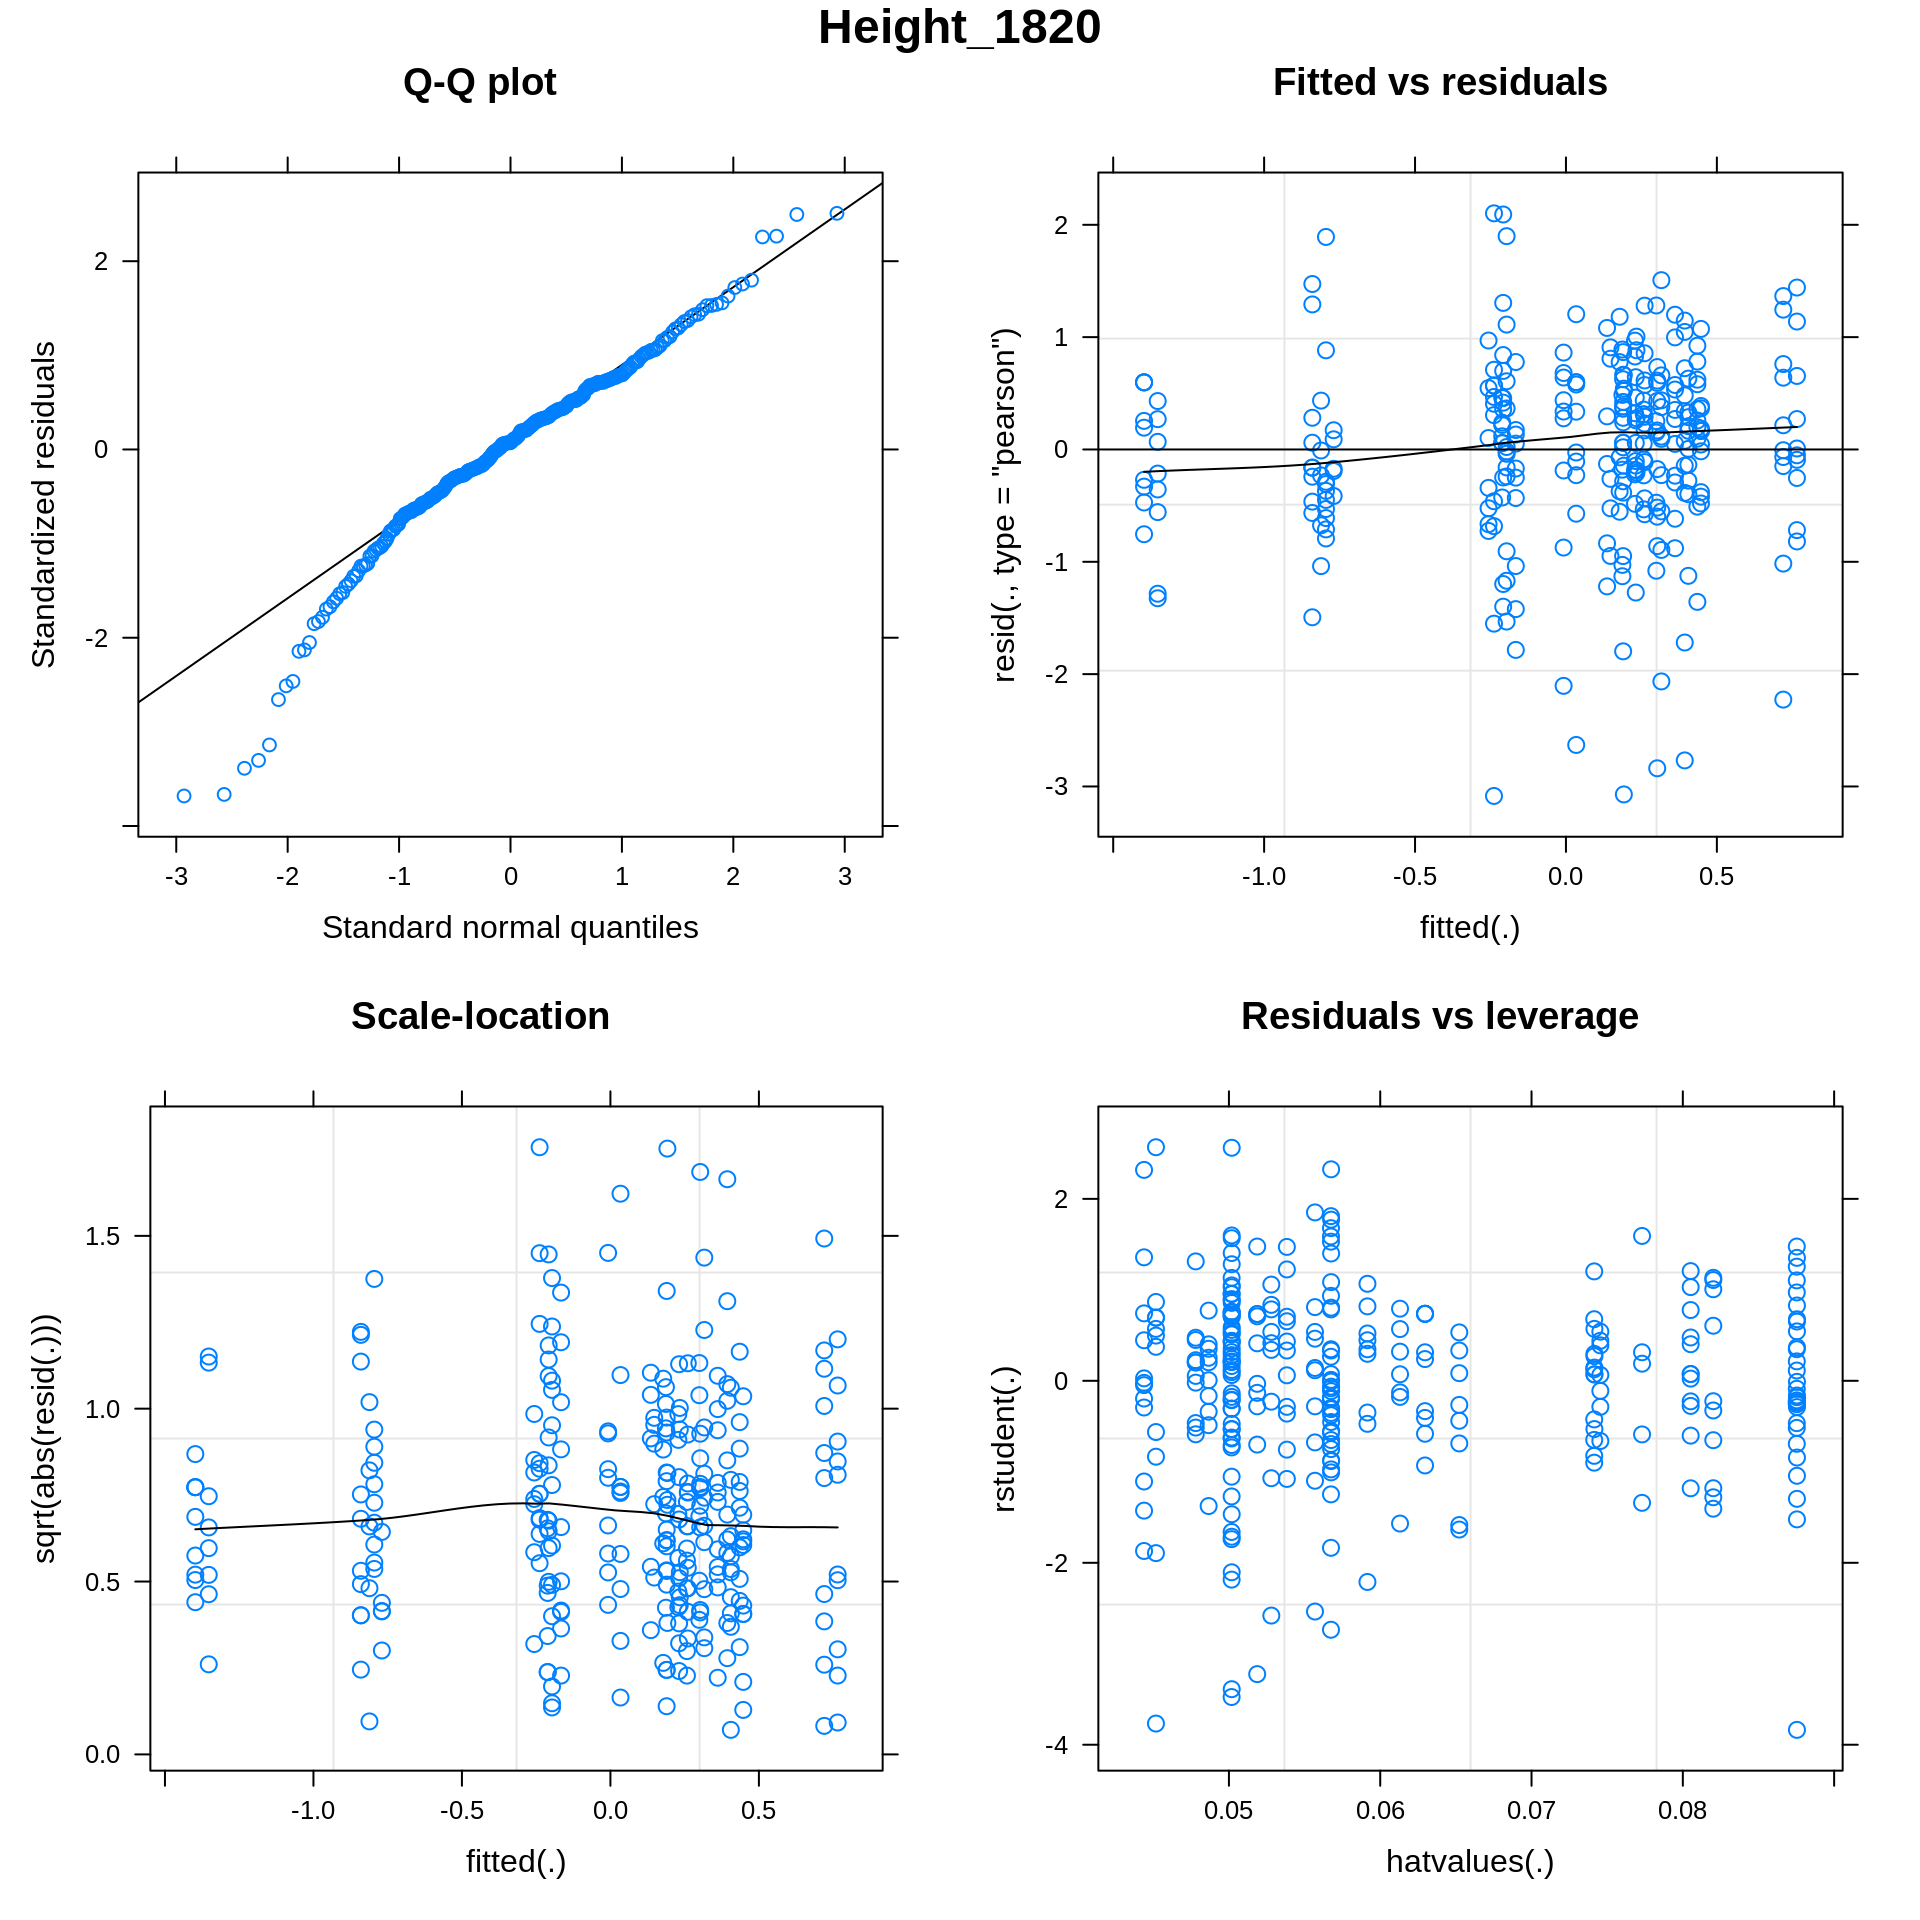 Height_1820
Q-Q plot
Standardized residuals
2
0
-2
-3 -2 -1 0 1 2 3
Standard normal quantiles
Fitted vs residuals
resid(., type = "pearson")
2
1
0
-1
-2
-3
-1.0 -0.5 0.0 0.5
fitted(.)
Scale-location
sqrt(abs(resid(.)))
1.5
1.0
0.5
0.0
-1.0 -0.5 0.0 0.5
fitted(.)
Residuals vs leverage
rstudent(.)
2
0
-2
-4
0.05 0.06 0.07 0.08
hatvalues(.)